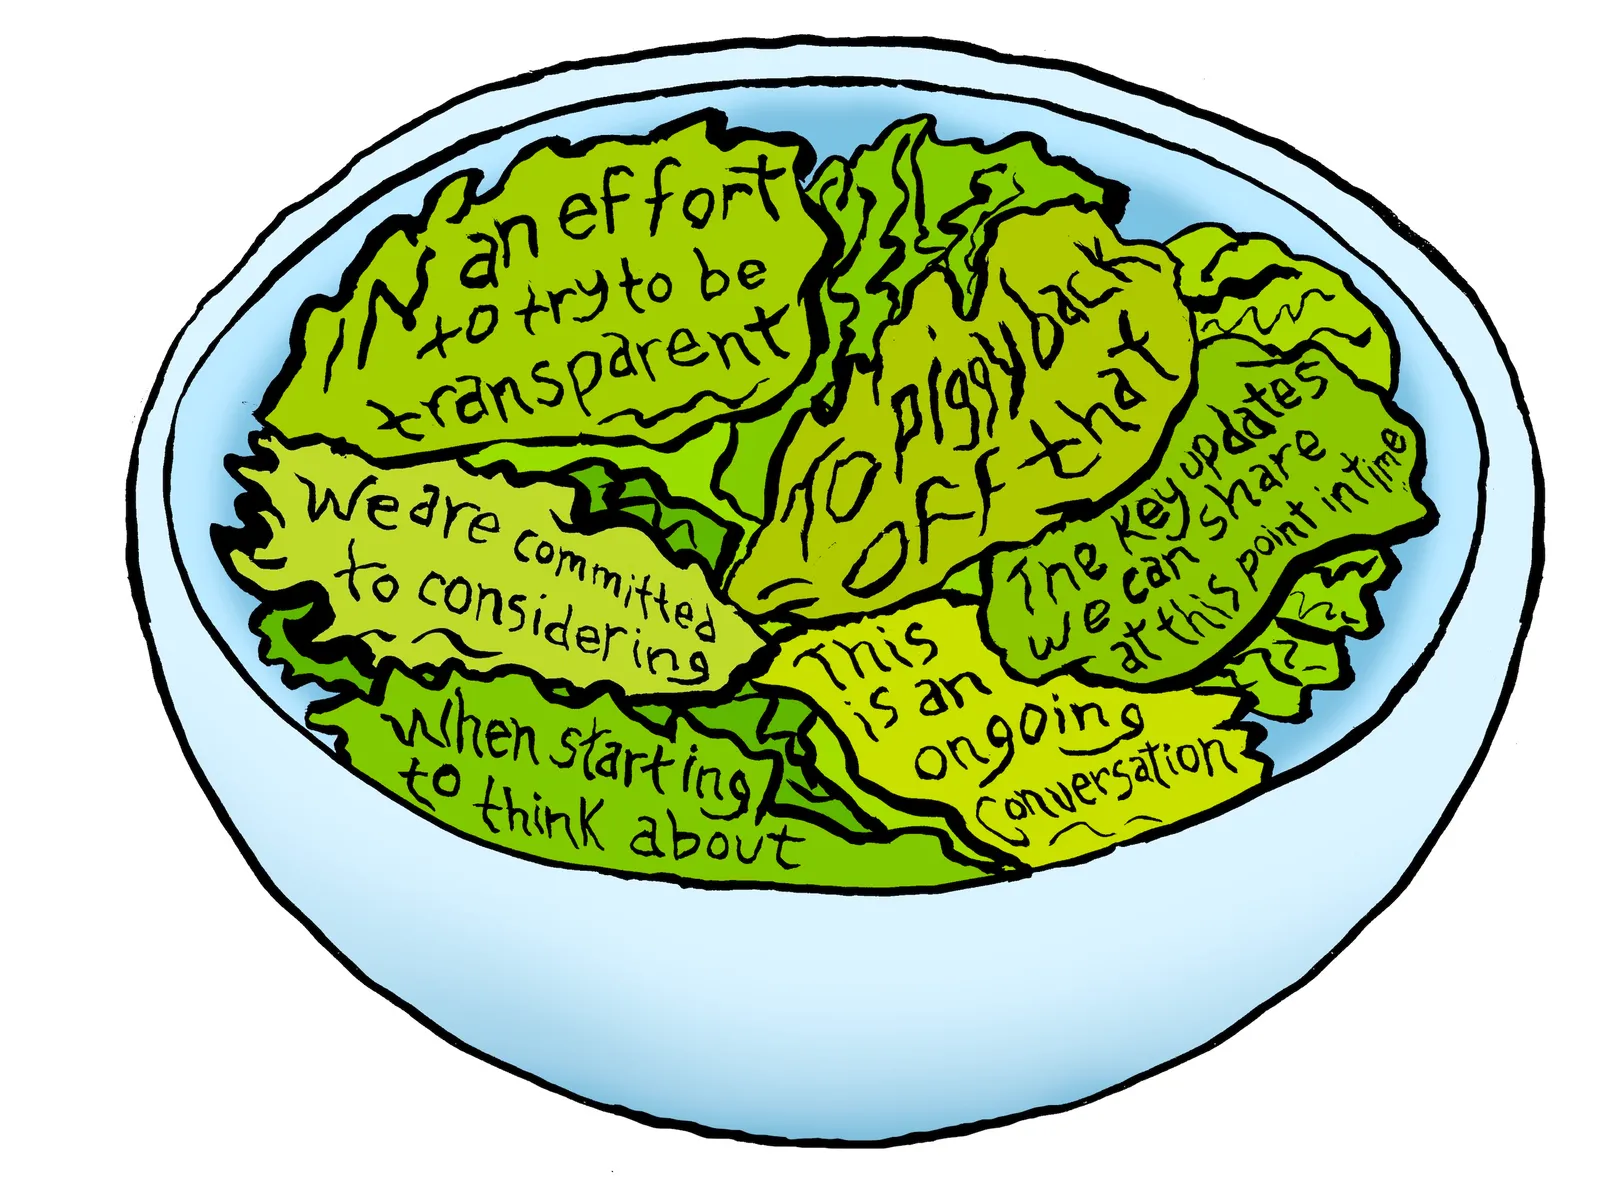 In an effort
to try to be
transparent
To piggyback
off that
The key updates
we can share
at this point in time
We are committed
to considering
This
is an
ongoing
conversation
When starting
to think about